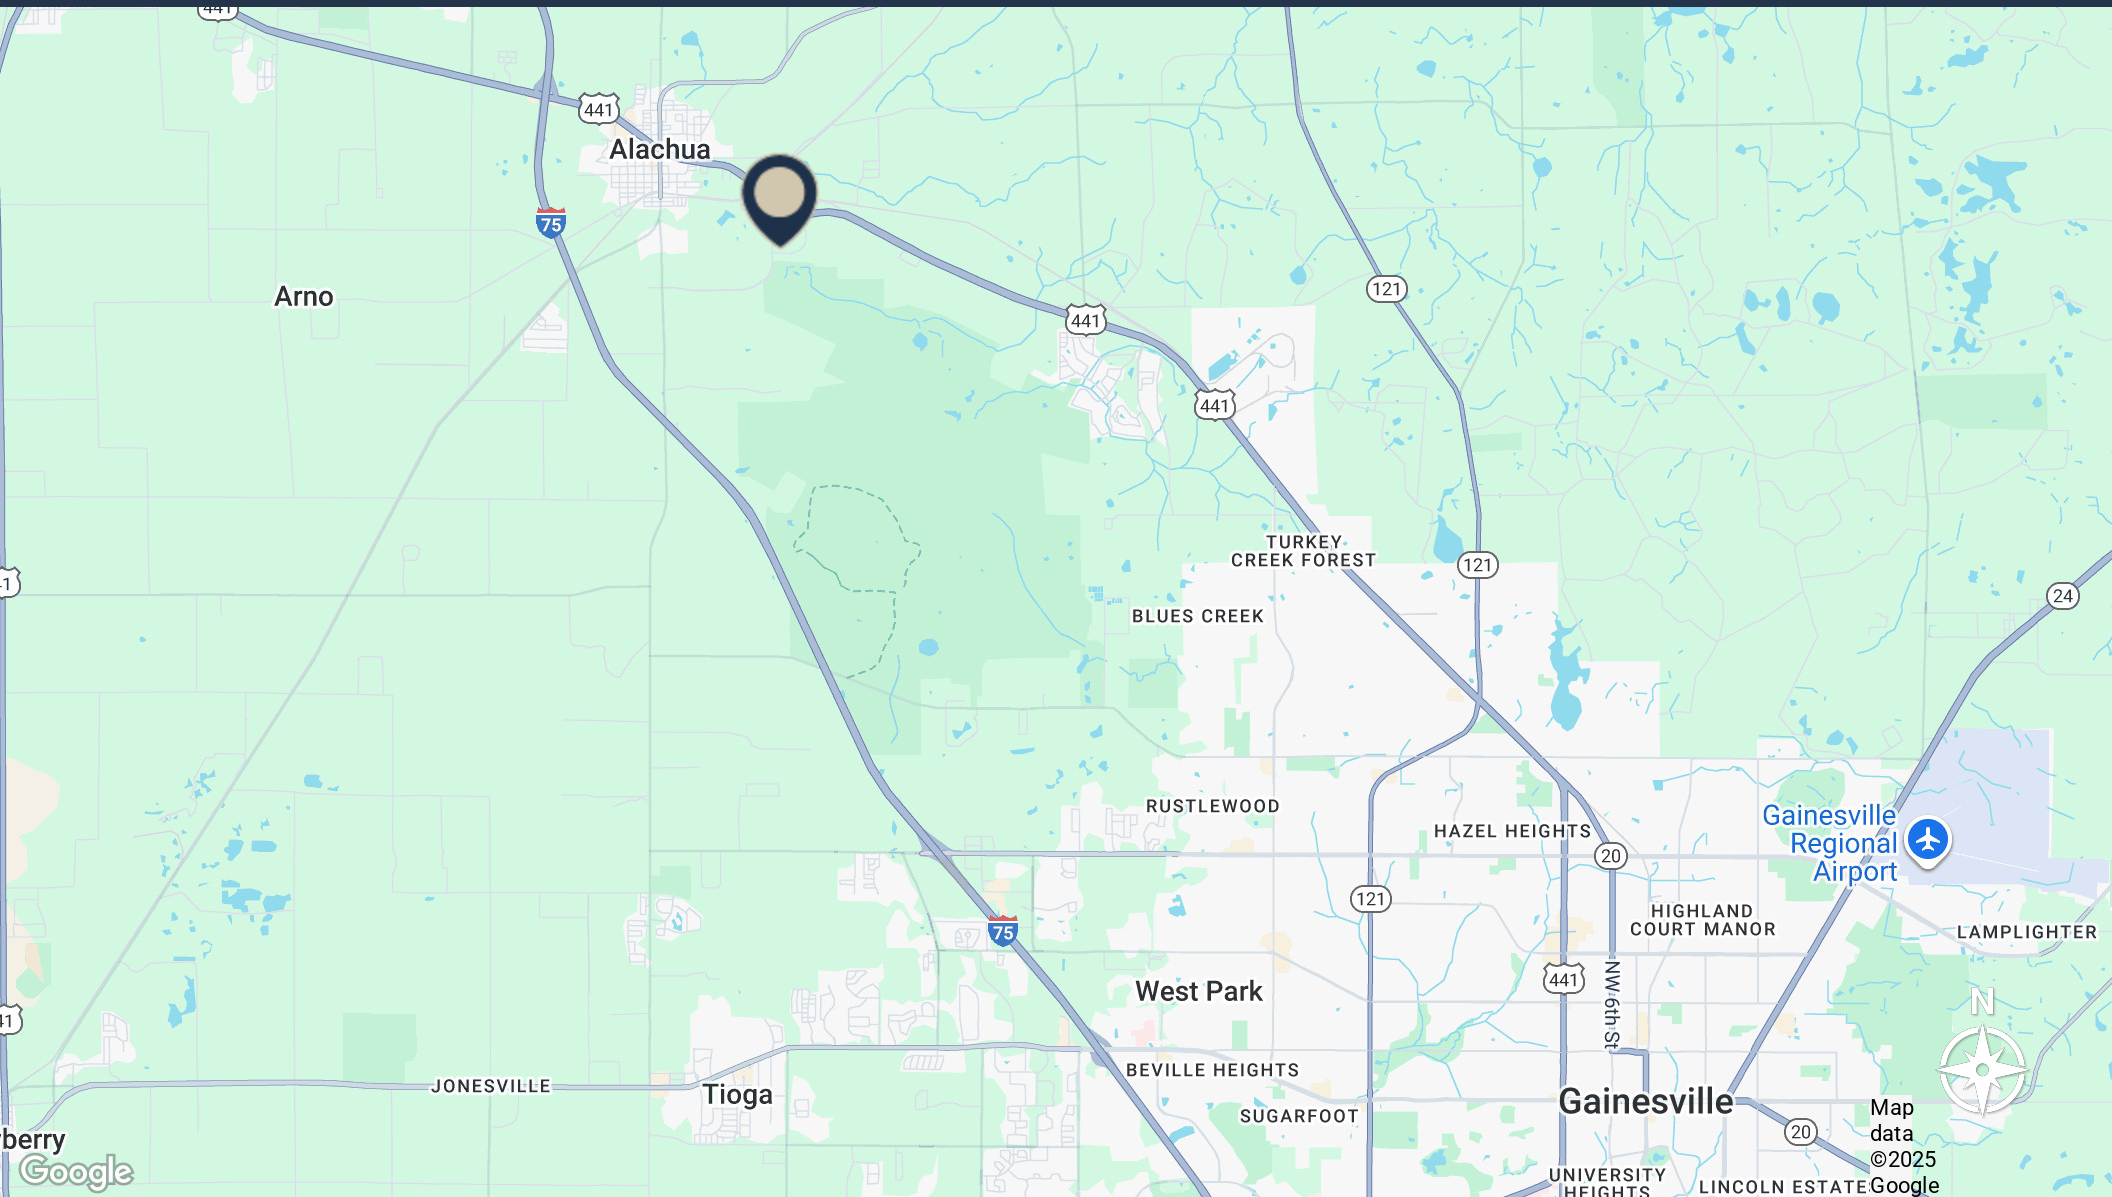 441
441
Alachua
75
Arno
121
441
441
TURKEY
CREEK FOREST
121
24
BLUES CREEK
RUSTLEWOOD
HAZEL HEIGHTS
Gainesville
Regional
Airport
20
121
HIGHLAND
COURT MANOR
75
LAMPLIGHTER
441
NW 6th St
West Park
N
41
BEVILLE HEIGHTS
JONESVILLE
Tioga
SUGARFOOT
Gainesville
20
Map
data
©2025
Google
berry
Google
UNIVERSITY
HEIGHTS
LINCOLN ESTATE